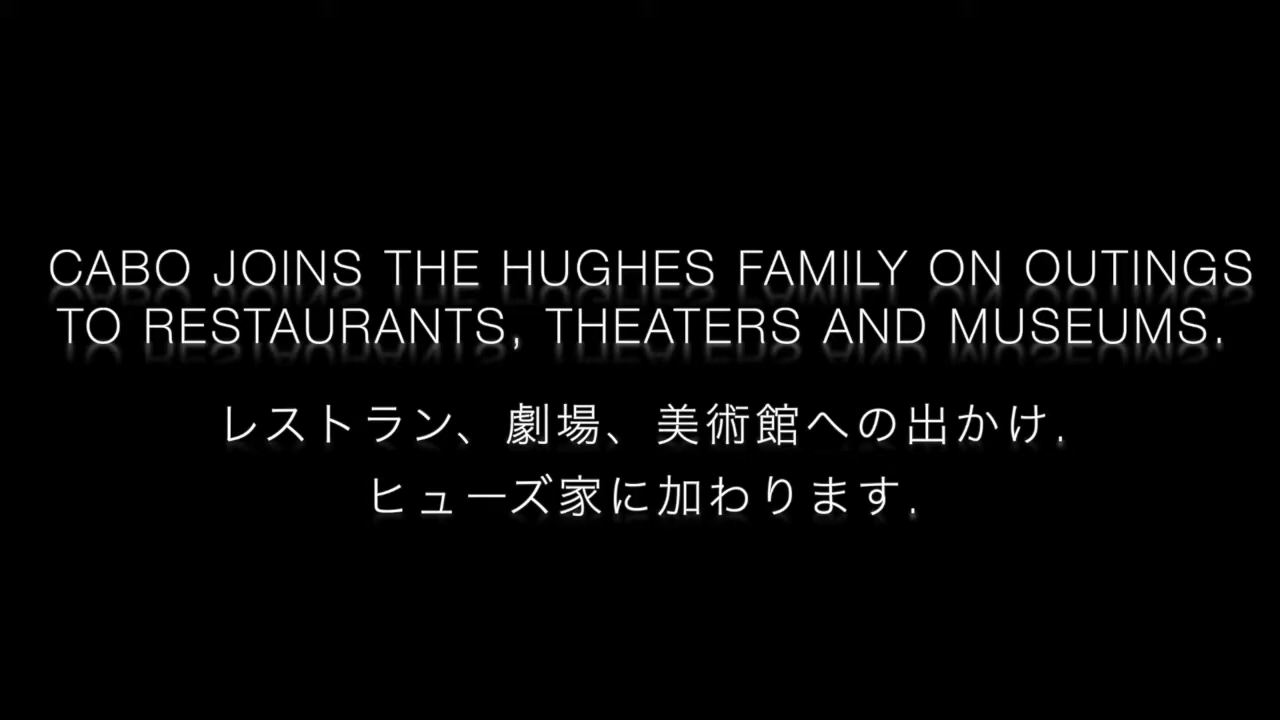 CABO JOINS THE HUGHES FAMILY ON OUTINGS
TO RESTAURANTS, THEATERS AND MUSEUMS.
レストラン、劇場、美術館への出かけ.
ヒューズ家に加わります.